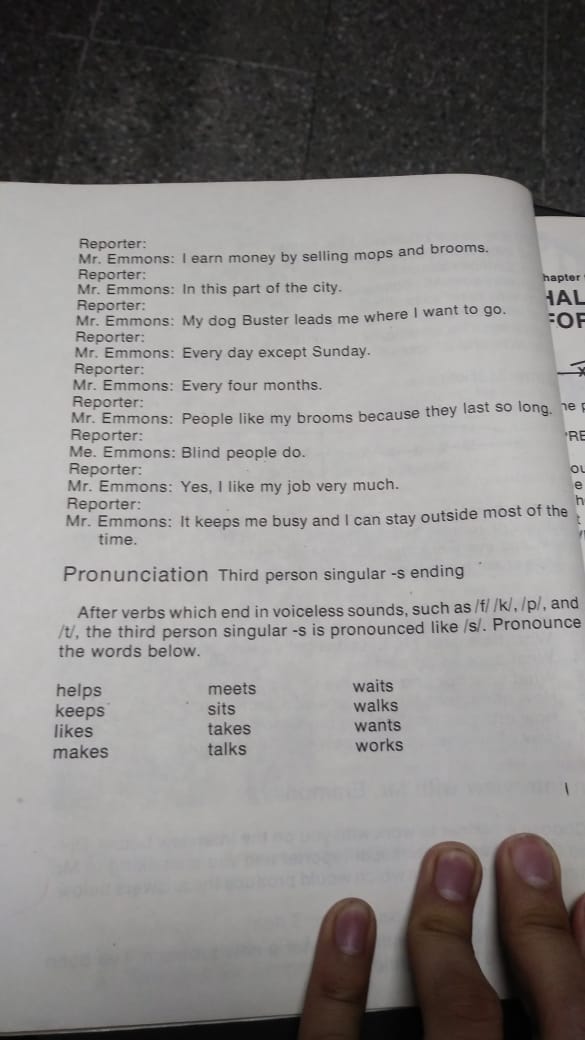 Reporter:
Mr. Emmons: I earn money by selling mops and brooms.
Reporter:
Mr. Emmons: In this part of the city.
Reporter:
Mr. Emmons: My dog Buster leads me where I want to go.
Reporter:
Mr. Emmons: Every day except Sunday.
Reporter:
Mr. Emmons: Every four months.
Reporter:
Mr. Emmons: People like my brooms because they last so long.
Reporter:
Me. Emmons: Blind people do.
Reporter:
Mr. Emmons: Yes, I like my job very much.
Reporter:
Mr. Emmons: It keeps me busy and I can stay outside most of the
time.
Pronunciation Third person singular -s ending
After verbs which end in voiceless sounds, such as /f/ /k/, /p/, and
/t/, the third person singular -s is pronounced like /s/. Pronounce
the words below.
helps meets waits
keeps sits walks
likes takes wants
makes talks works